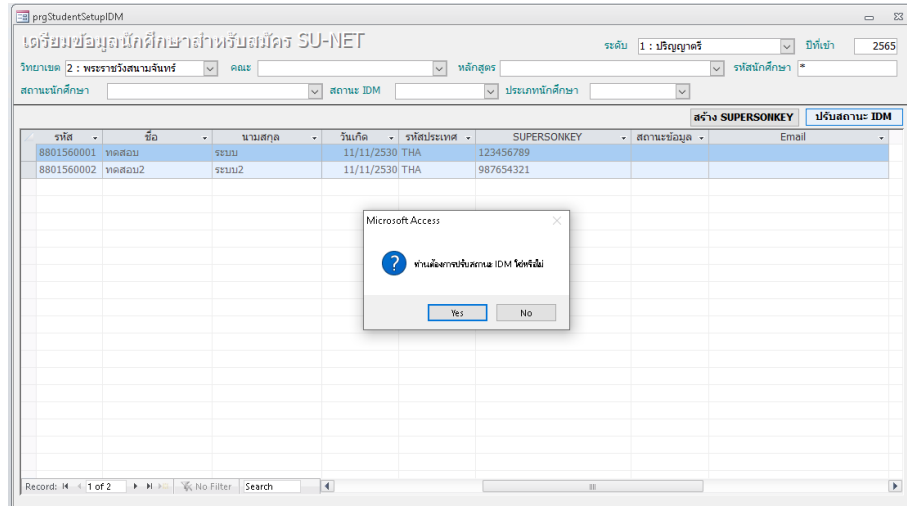 prgStudentSetupIDM
เตรียมข้อมูลนักศึกษาสำหรับสมัคร SU-NET
ระดับ 1 : ปริญญาตรี ปีที่เข้า 2565
วิทยาเขต 2 : พระราชวังสนามจันทร์ คณะ หลักสูตร รหัสนักศึกษา *
สถานะนักศึกษา สถานะ IDM ประเภทนักศึกษา
สร้าง SUPERSONKEY ปรับสถานะ IDM
รหัส ชื่อ นามสกุล วันเกิด รหัสประเทศ SUPERSONKEY สถานะข้อมูล Email
8801560001 ทดสอบ ระบบ 11/11/2530 THA 123456789
8801560002 ทดสอบ2 ระบบ2 11/11/2530 THA 987654321
Microsoft Access
ท่านต้องการปรับสถานะ IDM ใช่หรือไม่
Yes No
Record: 1 of 2 No Filter Search